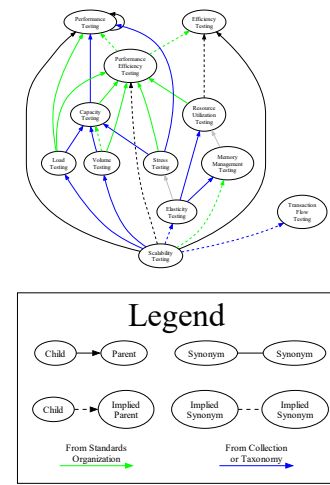 Performance
Testing
Efficiency
Testing
Performance
Efficiency
Testing
Capacity
Testing
Resource
Utilization
Testing
Load
Testing
Volume
Testing
Stress
Testing
Memory
Management
Testing
Elasticity
Testing
Transaction
Flow
Testing
Scalability
Testing
Legend
Child
Parent
Synonym
Synonym
Child
Implied
Parent
Implied
Synonym
Implied
Synonym
From Standards
Organization
From Collection
or Taxonomy